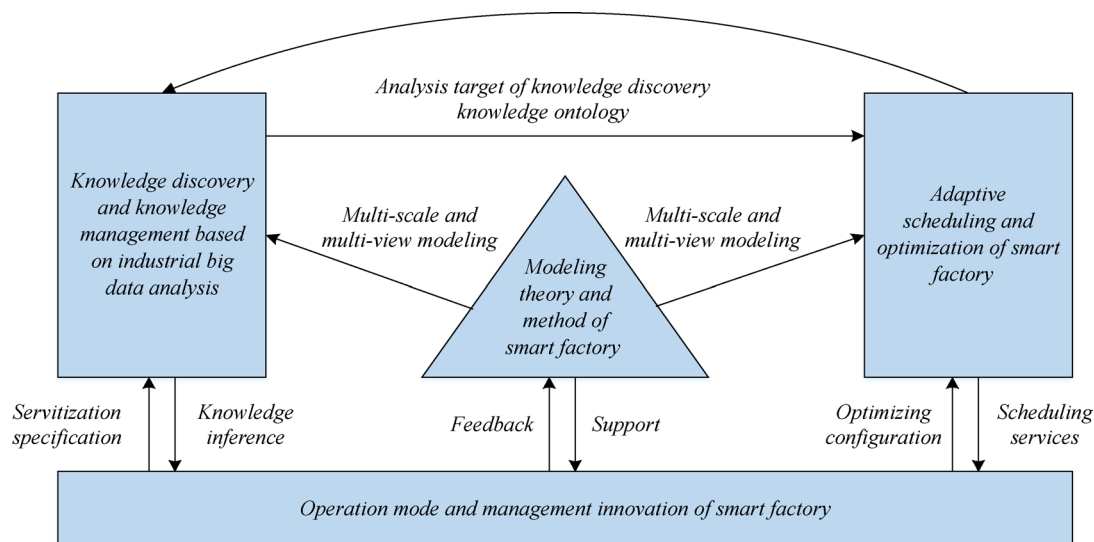 Analysis target of knowledge discovery
knowledge ontology
Knowledge discovery
and knowledge
management based
on industrial big
data analysis
Multi-scale and
multi-view modeling
Modeling
theory and
method of
smart factory
Multi-scale and
multi-view modeling
Adaptive
scheduling and
optimization of smart
factory
Servitization
specification
Knowledge
inference
Feedback
Support
Optimizing
configuration
Scheduling
services
Operation mode and management innovation of smart factory